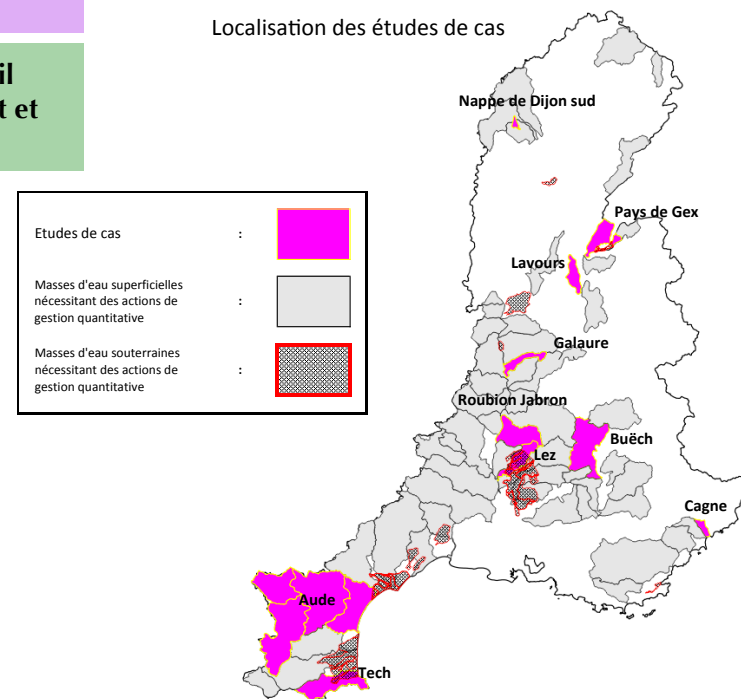 Localisation des études de cas
il
t et
Nappe de Dijon sud
Pays de Gex
Lavours
Galaure
Roubion Jabron
Buëch
Lez
Cagne
Aude
Tech
Etudes de cas :
Masses d'eau superficielles
nécessitant des actions de :
gestion quantitative
Masses d'eau souterraines
nécessitant des actions de
gestion quantitative :